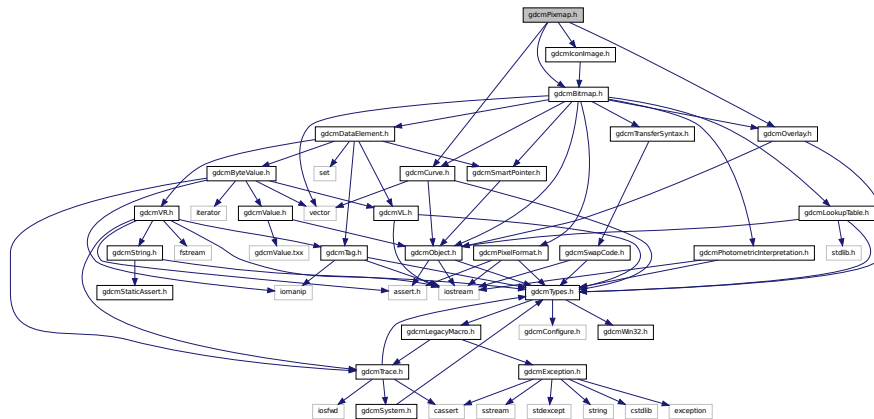 gdcmPixmap.h
gdcmIconImage.h
gdcmBitmap.h
gdcmDataElement.h
gdcmTransferSyntax.h
gdcmOverlay.h
gdcmByteValue.h
set
gdcmCurve.h
gdcmSmartPointer.h
gdcmVR.h
iterator
gdcmValue.h
vector
gdcmVL.h
gdcmLookupTable.h
gdcmString.h
fstream
gdcmValue.txx
gdcmTag.h
gdcmObject.h
gdcmPixelFormat.h
gdcmSwapCode.h
gdcmPhotometricInterpretation.h
stdlib.h
gdcmStaticAssert.h
iomanip
assert.h
iostream
gdcmTypes.h
gdcmLegacyMacro.h
gdcmConfigure.h
gdcmWin32.h
gdcmTrace.h
gdcmException.h
iosfwd
gdcmSystem.h
cassert
sstream
stdexcept
string
cstdlib
exception